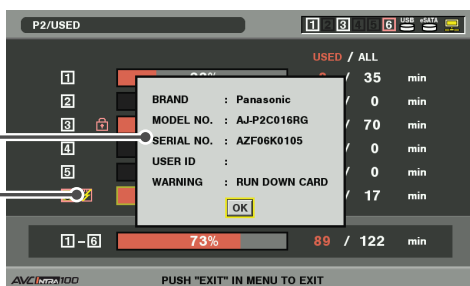 P2/USED 1 2 3 4 5 6 USB eSATA
USED / ALL
1 / 35 min
2 / 0 min
3 / 70 min
4 / 0 min
5 / 0 min
/ 17 min
BRAND : Panasonic
MODEL NO. : AJ-P2C016RG
SERIAL NO. : AZF06K0105
USER ID :
WARNING : RUN DOWN CARD
OK
1-6 73% 89 / 122 min
AVC INTRA 100 PUSH "EXIT" IN MENU TO EXIT